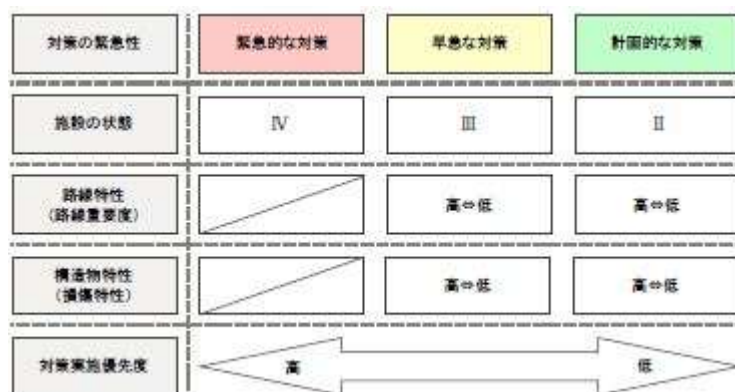 対策の緊急性 緊急的な対策 早急な対策 計画的な対策
施設の状態 Ⅳ Ⅲ Ⅱ
路線特性
(路線重要度) 高⇔低 高⇔低
構造物特性
(損傷特性) 高⇔低 高⇔低
対策実施優先度 高 低